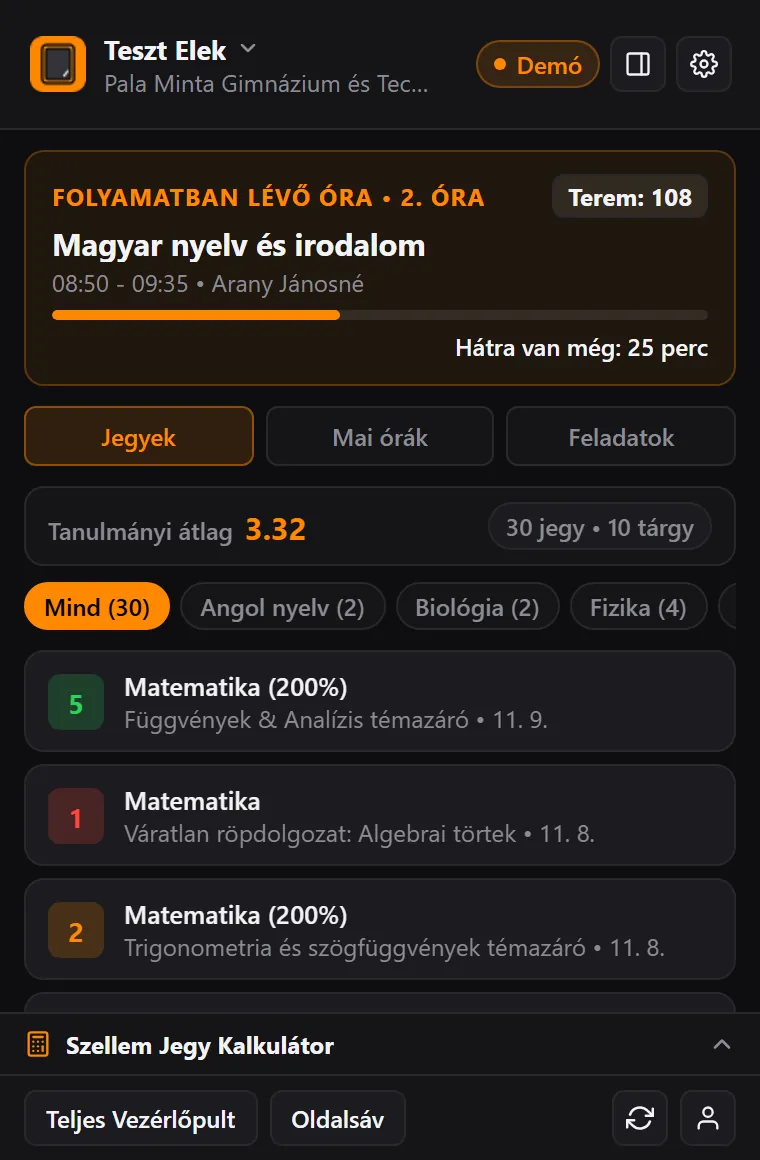 Teszt Elek
Pala Minta Gimnázium és Tec...
Demó
FOLYAMATBAN LÉVŐ ÓRA • 2. ÓRA
Terem: 108
Magyar nyelv és irodalom
08:50 - 09:35 • Arany Jánosné
Hátra van még: 25 perc
Jegyek
Mai órák
Feladatok
Tanulmányi átlag 3.32
30 jegy • 10 tárgy
Mind (30)
Angol nyelv (2)
Biológia (2)
Fizika (4)
5
Matematika (200%)
Függvények & Analízis témazáró • 11. 9.
1
Matematika
Váratlan röpdolgozat: Algebrai törtek • 11. 8.
2
Matematika (200%)
Trigonometria és szögfüggvények témazáró • 11. 8.
Szellem Jegy Kalkulátor
Teljes Vezérlőpult
Oldalsáv